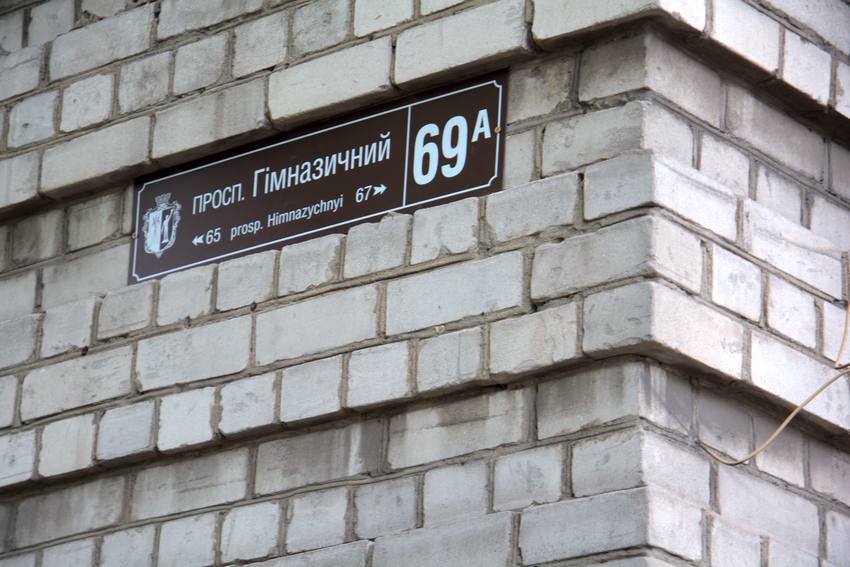 просп. Гімназичний
65 prosp. Himnazychnyi 67
69А